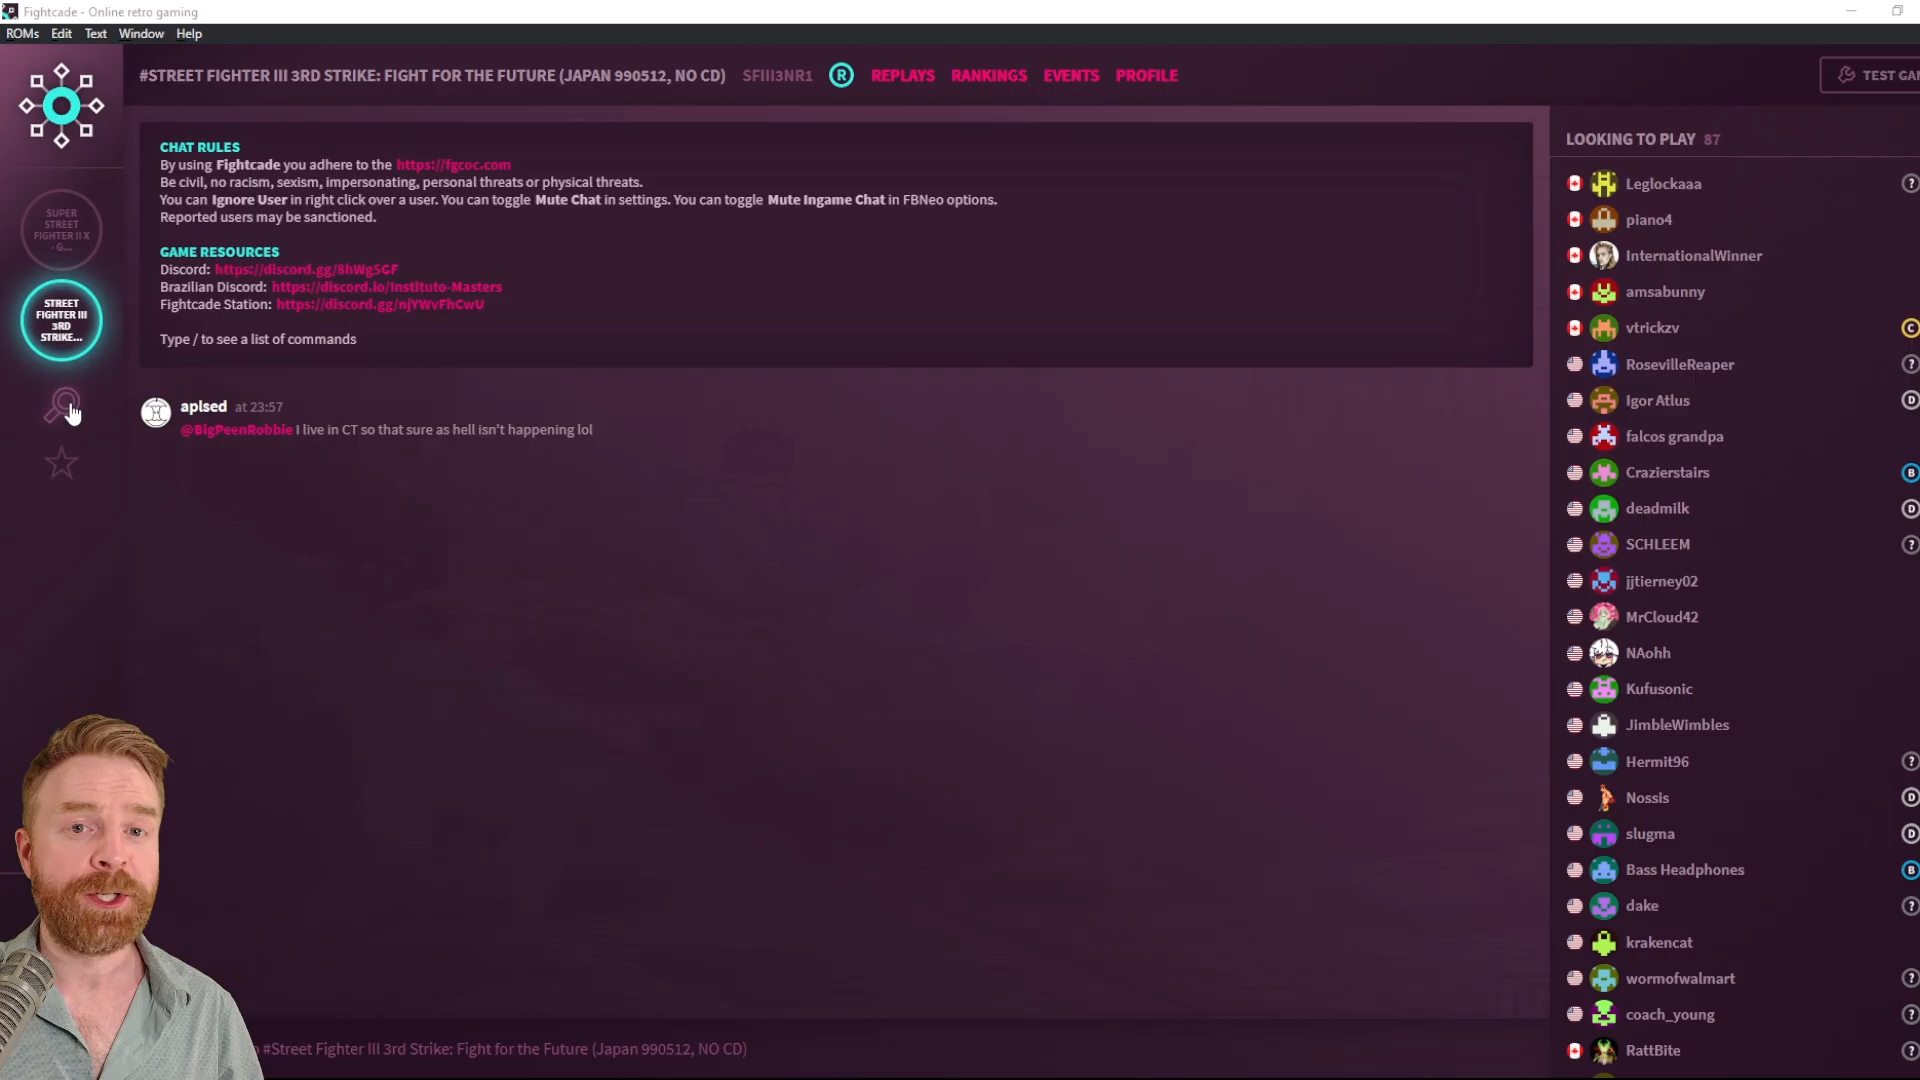 Fightcade - Online retro gaming
ROMs Edit Text Window Help
#STREET FIGHTER III 3RD STRIKE: FIGHT FOR THE FUTURE (JAPAN 990512, NO CD) SFIII3NR1 R REPLAYS RANKINGS EVENTS PROFILE
TEST GA
SUPER
STREET
FIGHTER II X
- G...
STREET
FIGHTER III
3RD
STRIKE...
CHAT RULES
By using Fightcade you adhere to the https://fgcoc.com
Be civil, no racism, sexism, impersonating, personal threats or physical threats.
You can Ignore User in right click over a user. You can toggle Mute Chat in settings. You can toggle Mute Ingame Chat in FBNeo options.
Reported users may be sanctioned.
GAME RESOURCES
Discord: https://discord.gg/8hWg5GF
Brazilian Discord: https://discord.io/Instituto-Masters
Fightcade Station: https://discord.gg/njYWvFhCwU
Type / to see a list of commands
aplsed at 23:57
@BigPeenRobbie I live in CT so that sure as hell isn't happening lol
#Street Fighter III 3rd Strike: Fight for the Future (Japan 990512, NO CD)
LOOKING TO PLAY 87
Leglockaaa ?
piano4
InternationalWinner
amsabunny
vtrickzv C
RosevilleReaper ?
Igor Atlus D
falcos grandpa
Crazierstairs B
deadmilk D
SCHLEEM ?
jjtierney02
MrCloud42
NAohh
Kufusonic
JimbleWimbles
Hermit96 ?
Nossis D
slugma D
Bass Headphones B
dake ?
krakencat
wormofwalmart ?
coach_young ?
RattBite ?